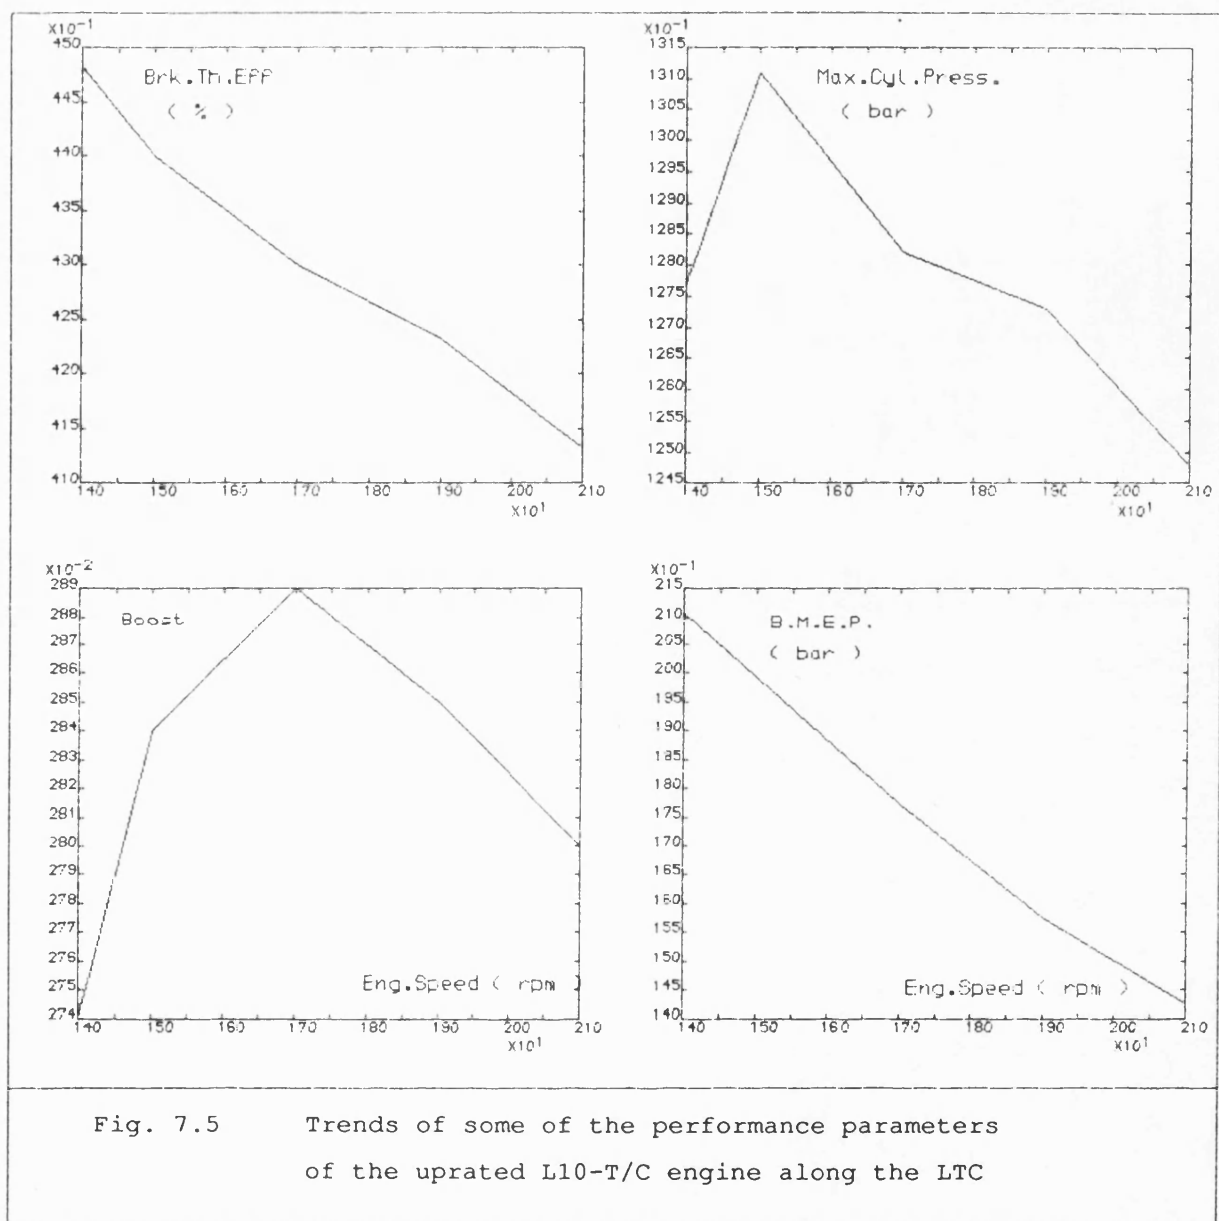 X10-1
450
445
440
435
430
425
420
415
410
Brk.Th.Eff
( % )
140 150 160 170 180 190 200 210
X101
X10-1
1315
1310
1305
1300
1295
1290
1285
1280
1275
1270
1265
1260
1255
1250
1245
Max.Cyl.Press.
( bar )
140 150 160 170 180 190 200 210
X101
X10-2
289
288
287
286
285
284
283
282
281
280
279
278
277
276
275
274
Boost
Eng.Speed ( rpm )
140 150 160 170 180 190 200 210
X101
X10-1
215
210
205
200
195
190
185
180
175
170
165
160
155
150
145
140
B.M.E.P.
( bar )
Eng.Speed ( rpm )
140 150 160 170 180 190 200 210
X101
Fig. 7.5 Trends of some of the performance parameters
of the uprated L10-T/C engine along the LTC